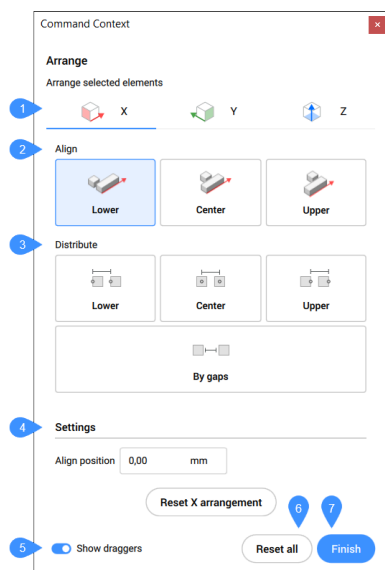 Command Context
×
Arrange
Arrange selected elements
1 X Y Z
2 Align
Lower Center Upper
3 Distribute
Lower Center Upper
By gaps
4 Settings
Align position 0,00 mm
Reset X arrangement
6 7
5 Show draggers Reset all Finish